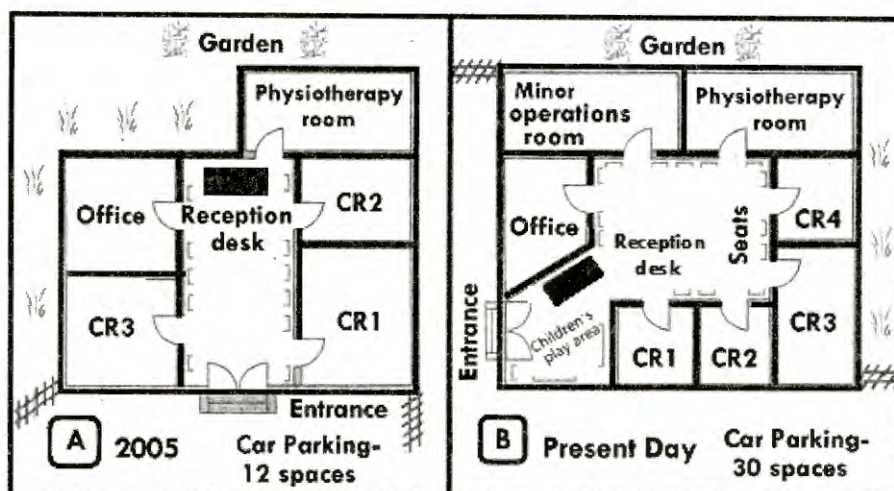 Garden
Physiotherapy
room
Office
Reception
desk
CR2
CR3
CR1
Entrance
A
2005
Car Parking-
12 spaces
Garden
Minor
operations
room
Physiotherapy
room
Office
Reception
desk
Seats
CR4
Entrance
Children's
play area
CR1
CR2
CR3
B
Present Day
Car Parking-
30 spaces